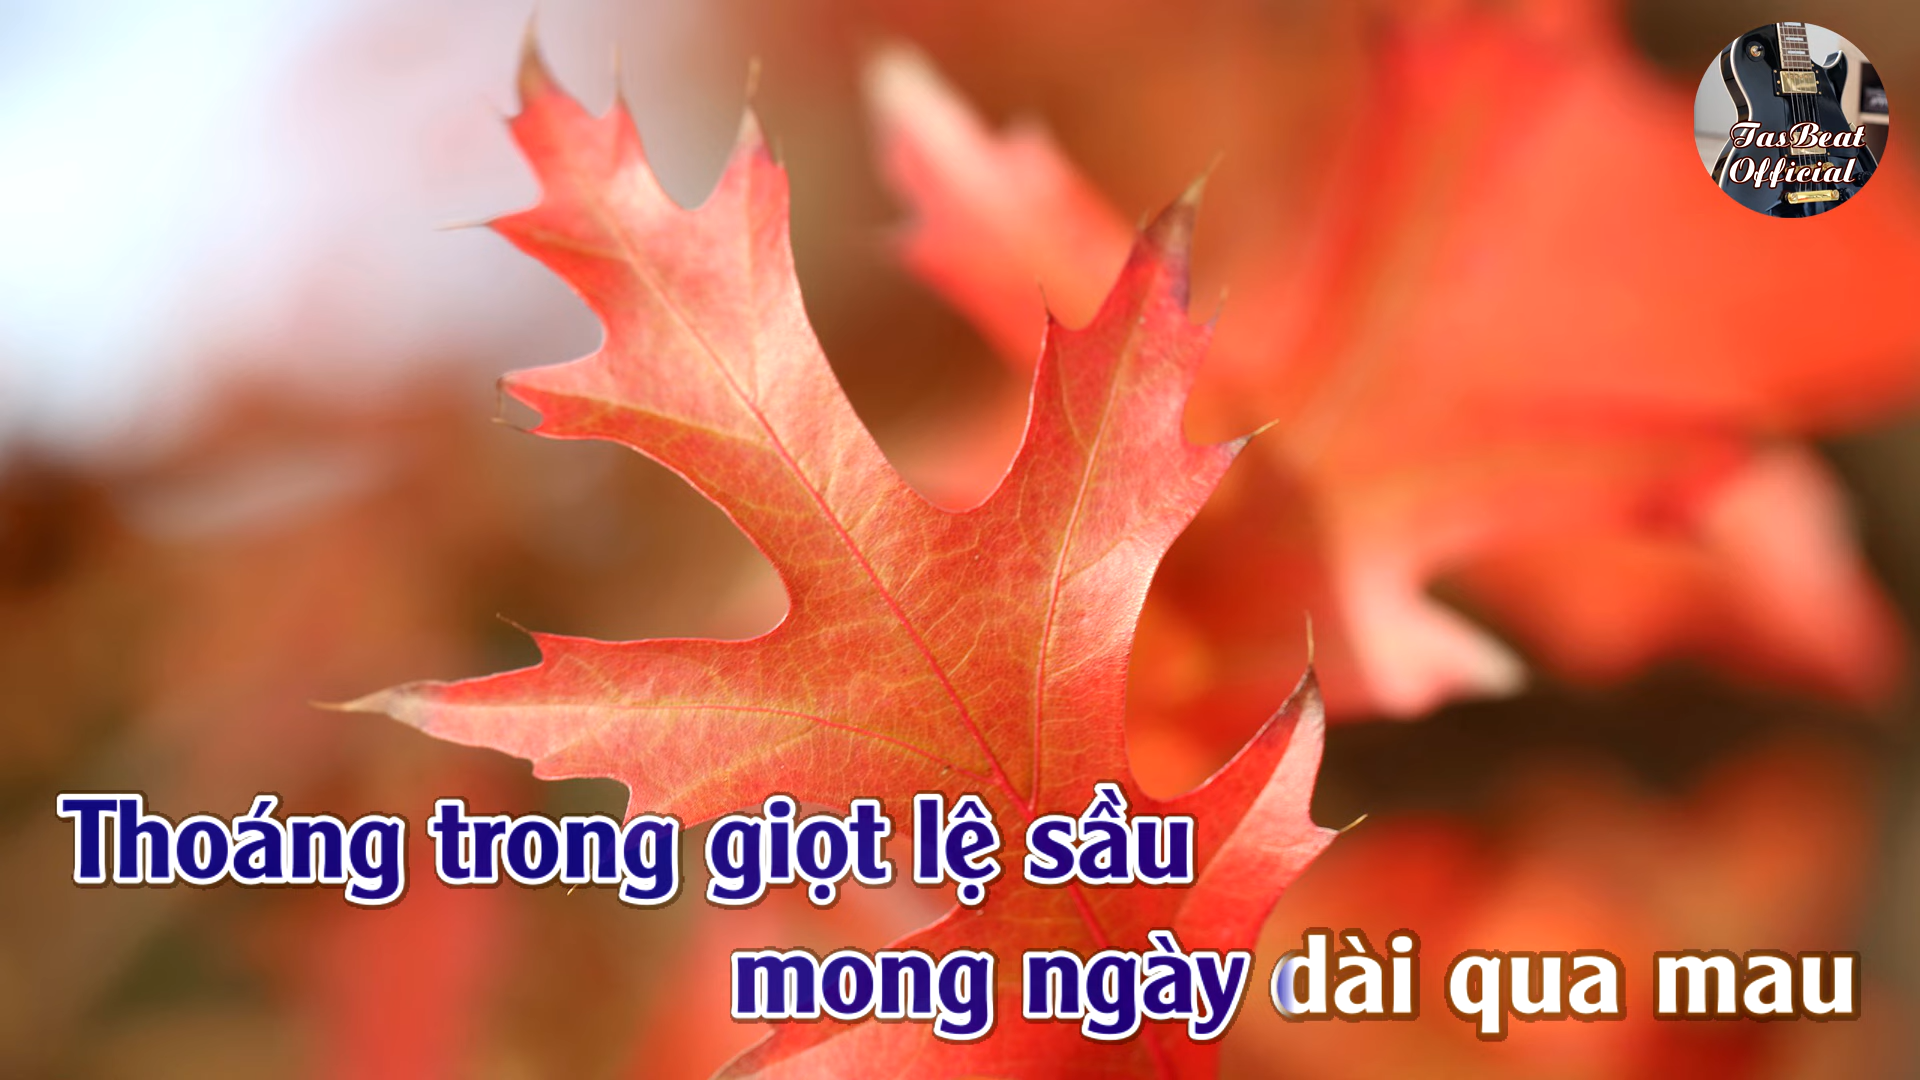 TasBeat
Official
Thoáng trong giọt lệ sầu
mong ngày dài qua mau